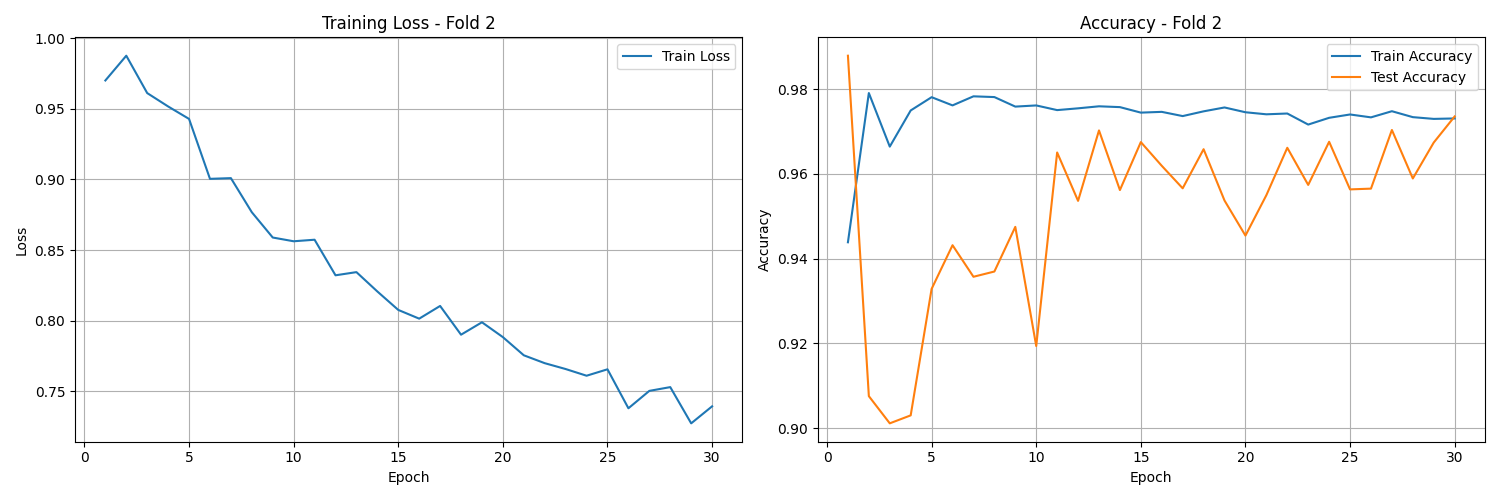 Training Loss - Fold 2
Train Loss
1.00
0.95
0.90
0.85
0.80
0.75
Loss
0 5 10 15 20 25 30
Epoch
Accuracy - Fold 2
Train Accuracy
Test Accuracy
0.98
0.96
0.94
0.92
0.90
Accuracy
0 5 10 15 20 25 30
Epoch